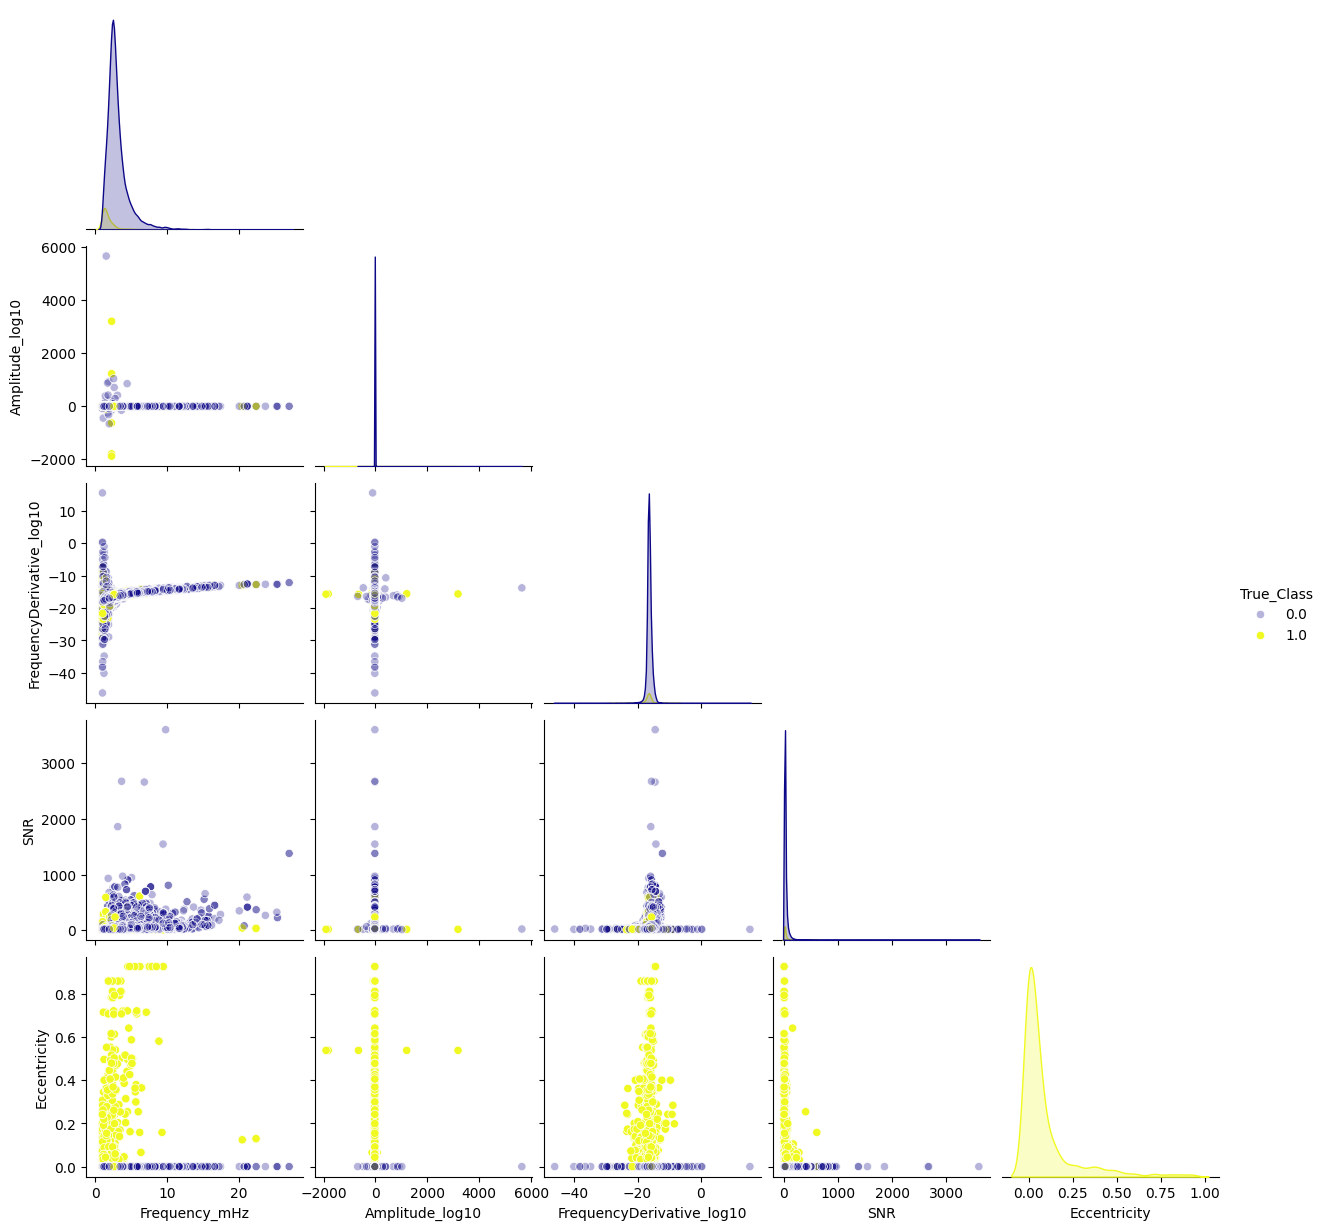 6000
4000
2000
0
−2000
Amplitude_log10
10
0
−10
−20
−30
−40
FrequencyDerivative_log10
True_Class
0.0
1.0
3000
2000
1000
0
SNR
0.8
0.6
0.4
0.2
0.0
Eccentricity
0 10 20
−2000 0 2000 4000 6000
−40 −20 0
0 1000 2000 3000
0.00 0.25 0.50 0.75 1.00
Frequency_mHz Amplitude_log10 FrequencyDerivative_log10 SNR Eccentricity